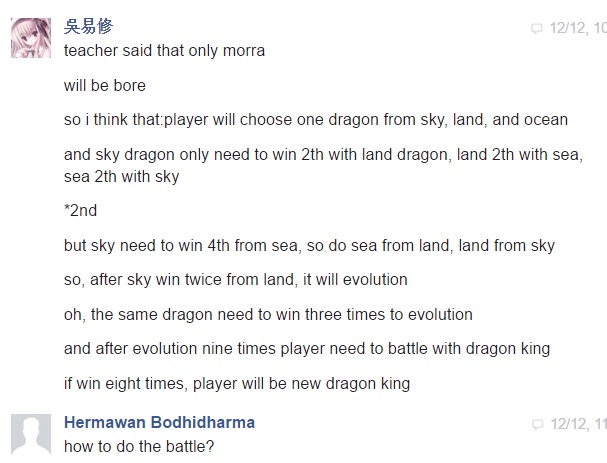 吳易修
12/12, 10
teacher said that only morra
will be bore
so i think that:player will choose one dragon from sky, land, and ocean
and sky dragon only need to win 2th with land dragon, land 2th with sea,
sea 2th with sky
*2nd
but sky need to win 4th from sea, so do sea from land, land from sky
so, after sky win twice from land, it will evolution
oh, the same dragon need to win three times to evolution
and after evolution nine times player need to battle with dragon king
if win eight times, player will be new dragon king
Hermawan Bodhidharma
12/12, 11
how to do the battle?